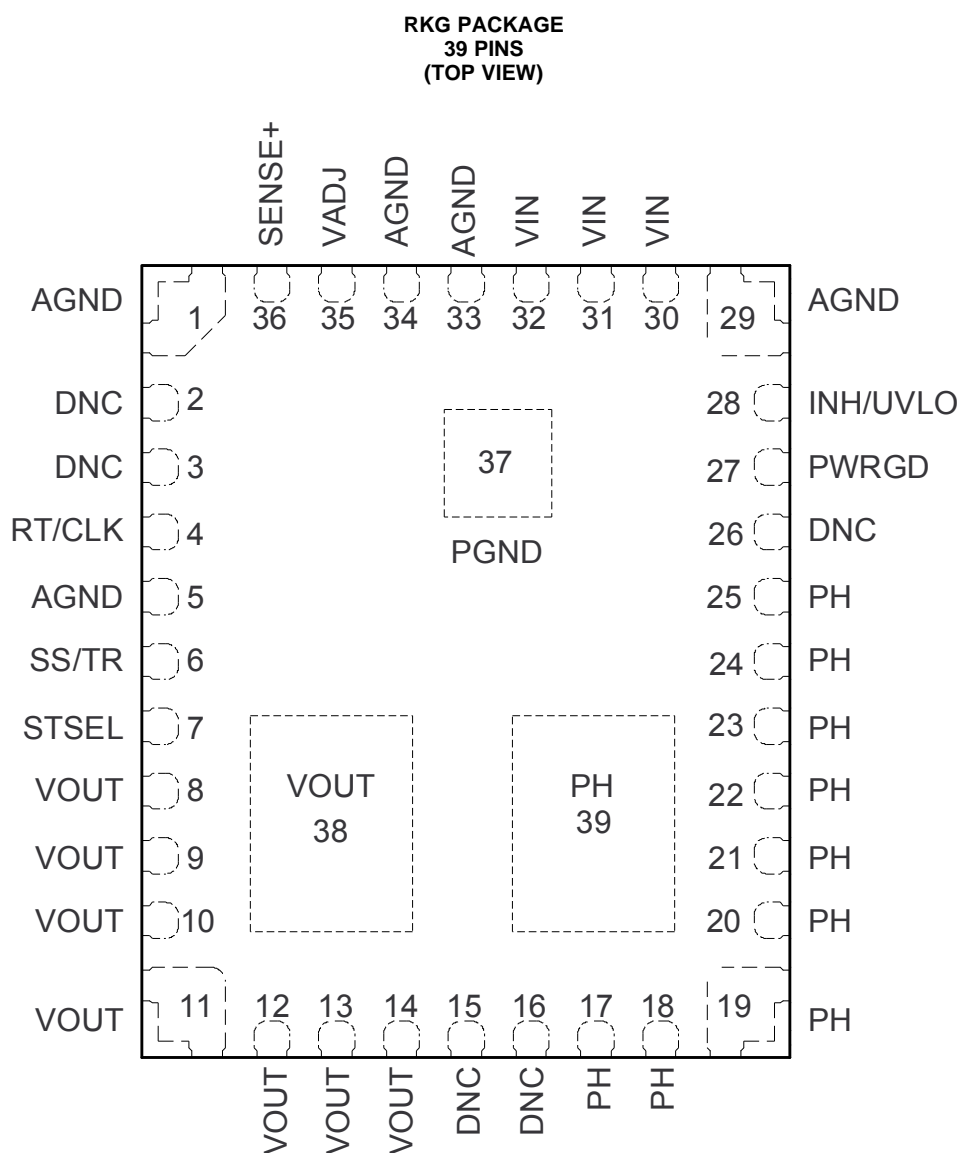 RKG PACKAGE
39 PINS
(TOP VIEW)
SENSE+
VADJ
AGND
AGND
VIN
VIN
VIN
AGND
1
36
35
34
33
32
31
30
29
AGND
DNC
2
28
INH/UVLO
DNC
3
37
27
PWRGD
RT/CLK
4
PGND
26
DNC
AGND
5
25
PH
SS/TR
6
24
PH
STSEL
7
23
PH
VOUT
8
VOUT
38
PH
39
22
PH
VOUT
9
21
PH
VOUT
10
20
PH
VOUT
11
12
13
14
15
16
17
18
19
PH
VOUT
VOUT
VOUT
DNC
DNC
PH
PH